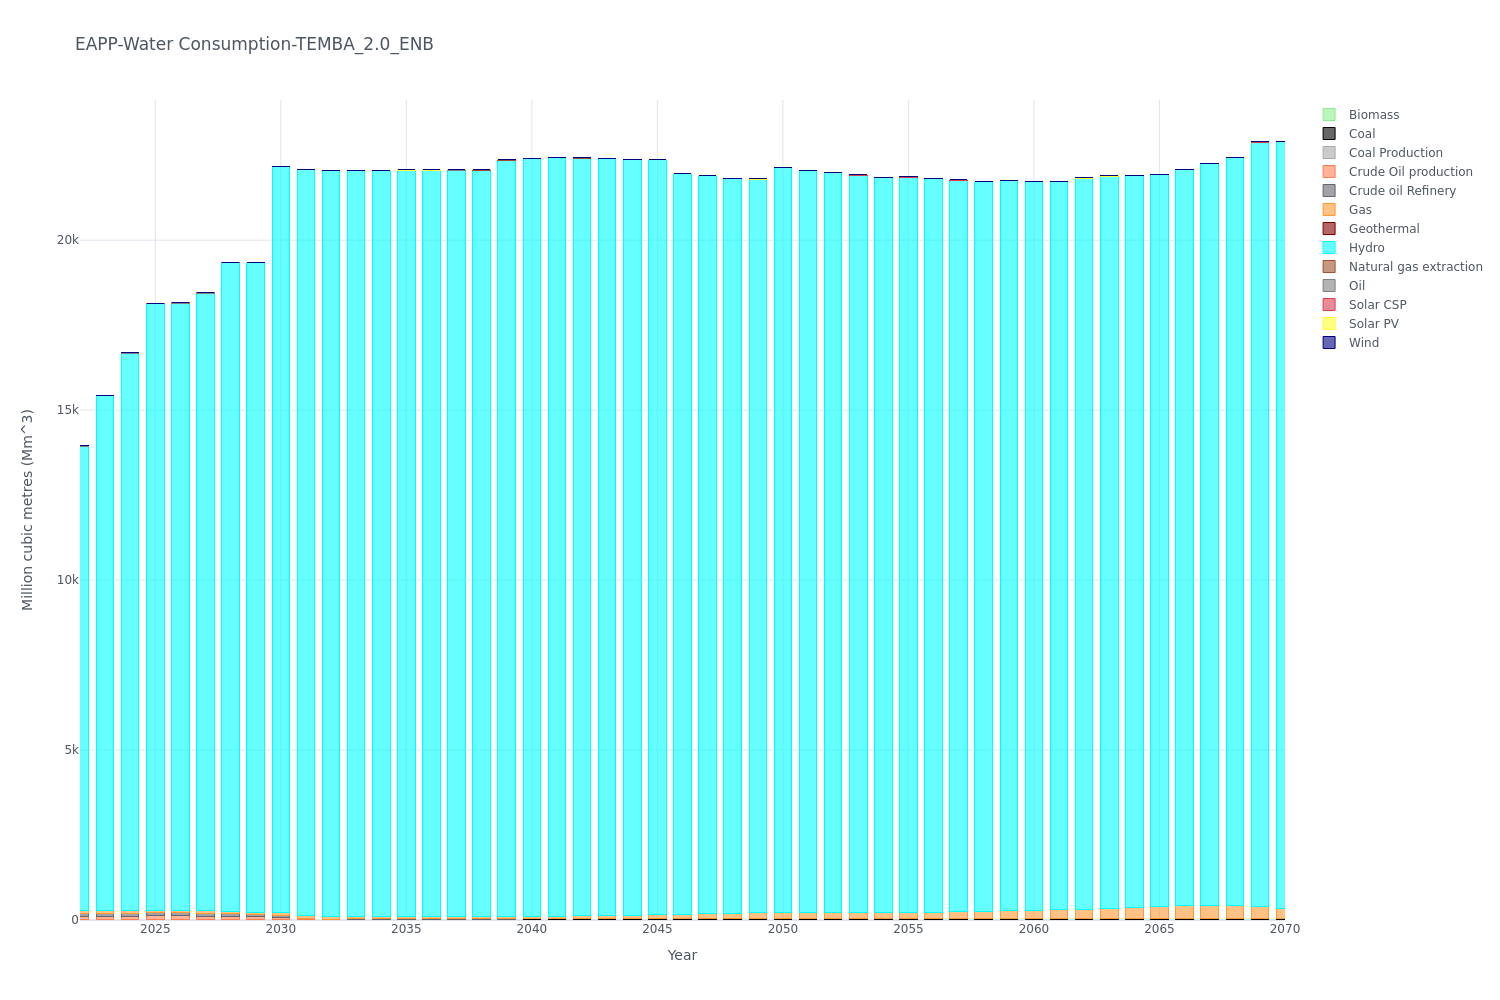 EAPP-Water Consumption-TEMBA_2.0_ENB
Million cubic metres (Mm^3)
20k
15k
10k
5k
0
2025
2030
2035
2040
2045
2050
2055
2060
2065
2070
Year
Biomass
Coal
Coal Production
Crude Oil production
Crude oil Refinery
Gas
Geothermal
Hydro
Natural gas extraction
Oil
Solar CSP
Solar PV
Wind